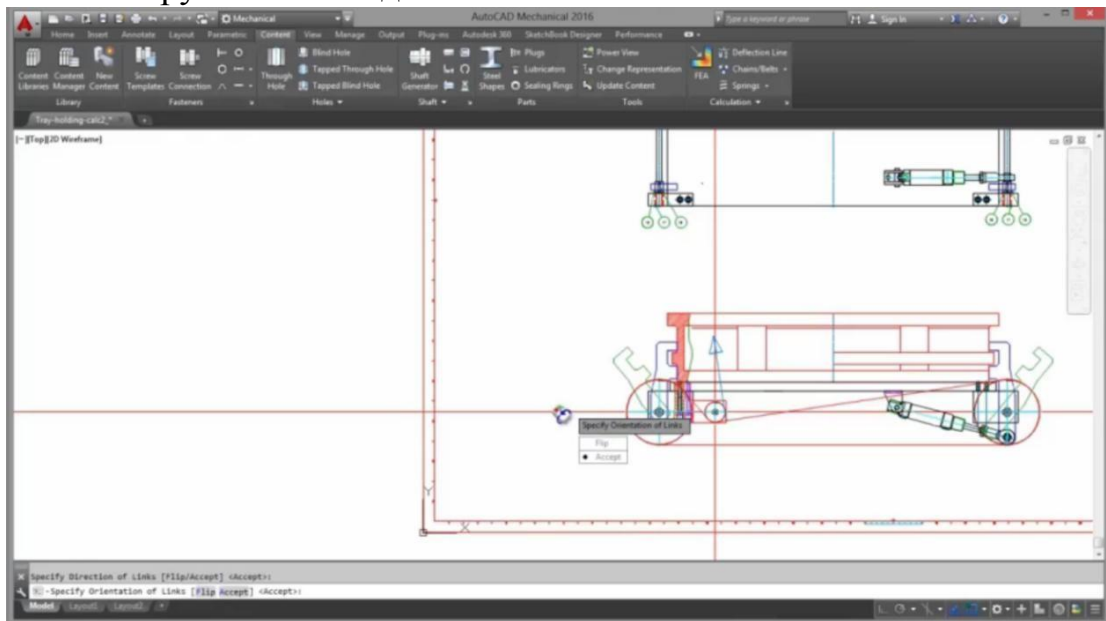 Mechanical
AutoCAD Mechanical 2016
Type a keyword or phrase
Sign In
Home Insert Annotate Layout Parametric Content View Manage Output Plug-ins Autodesk 360 SketchBook Designer Performance
Blind Hole
Tapped Through Hole
Tapped Blind Hole
Content Libraries
Content Manager
New Content
Screw Templates
Screw Connection
Through Hole
Shaft Generator
Steel Shapes
Plugs
Lubricators
Sealing Rings
Power View
Change Representation
Update Content
FEA
Deflection Line
Chains/Belts
Springs
Library Fasteners Holes Shaft Parts Tools Calculation
Tray-holding-calc2_*
[−][Top][2D Wireframe]
Specify Orientation of Links
Flip
Accept
Y
X
Specify Direction of Links [Flip/Accept] <Accept>:
-Specify Orientation of Links [Flip Accept] <Accept>:
Model Layout1 Layout2 +